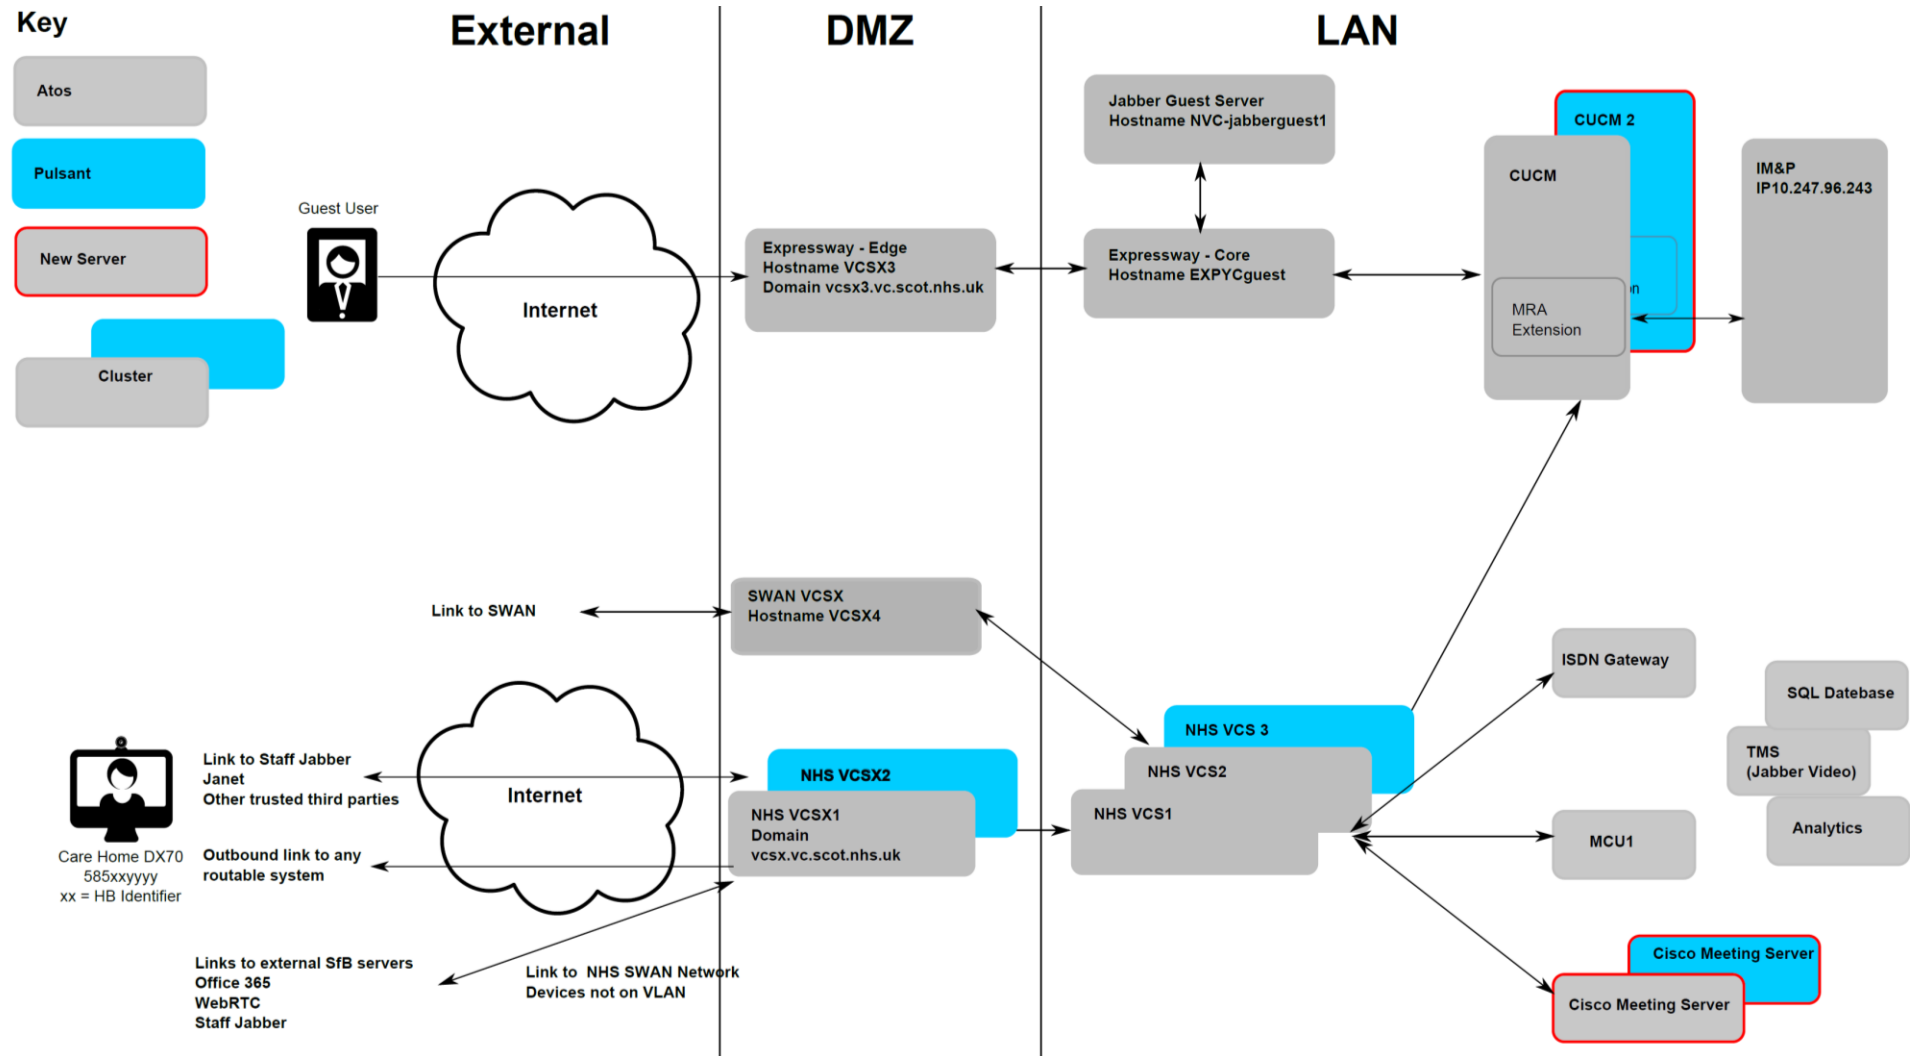 Key
External
DMZ
LAN
Atos
Pulsant
New Server
Cluster
Guest User
Internet
Expressway - Edge
Hostname VCSX3
Domain vcsx3.vc.scot.nhs.uk
Jabber Guest Server
Hostname NVC-jabberguest1
Expressway - Core
Hostname EXPYCguest
CUCM 2
CUCM
MRA
Extension
on
IM&P
IP10.247.96.243
Link to SWAN
SWAN VCSX
Hostname VCSX4
Link to Staff Jabber
Janet
Other trusted third parties
Internet
Care Home DX70
585xxyyyy
xx = HB Identifier
Outbound link to any
routable system
Links to external SfB servers
Office 365
WebRTC
Staff Jabber
Link to  NHS SWAN Network
Devices not on VLAN
NHS VCSX2
NHS VCSX1
Domain
vcsx.vc.scot.nhs.uk
NHS VCS 3
NHS VCS2
NHS VCS1
ISDN Gateway
SQL Datebase
TMS
(Jabber Video)
Analytics
MCU1
Cisco Meeting Server
Cisco Meeting Server